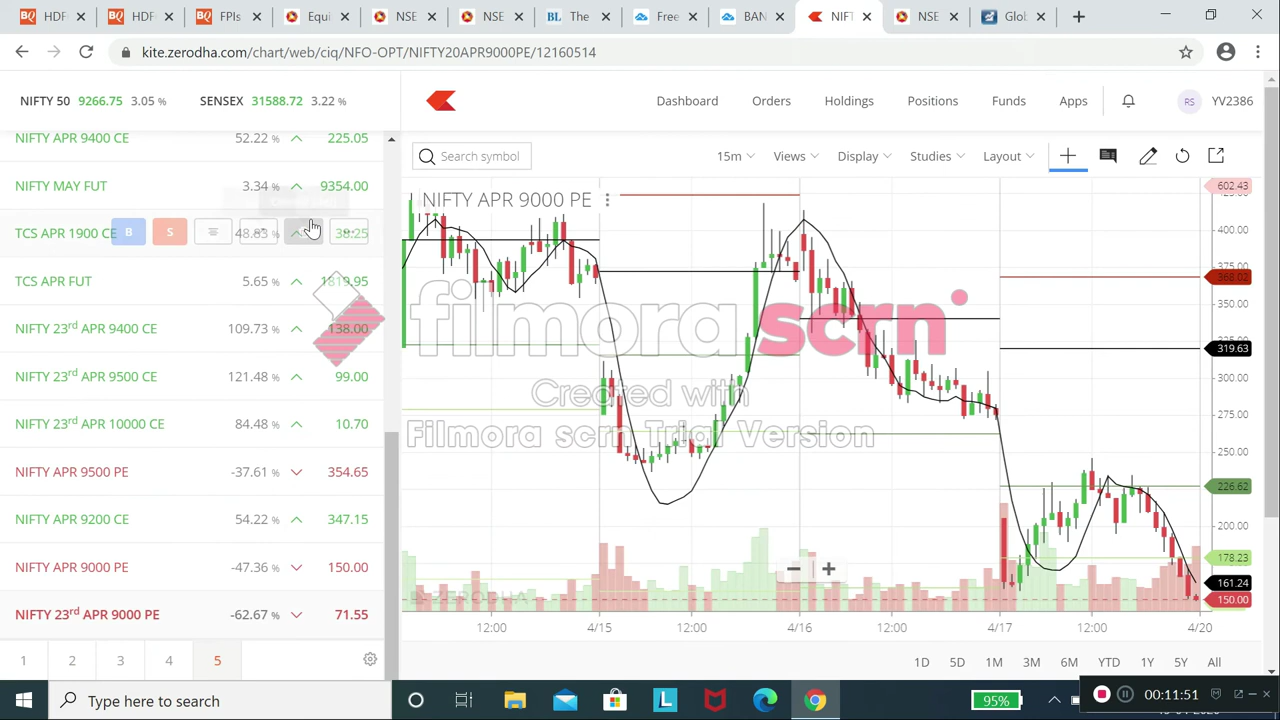 HDF
HDF
FPIs
Equi
NSE
NSE
BL The
Free
BAN
NIFT
NSE
Glob
kite.zerodha.com/chart/web/ciq/NFO-OPT/NIFTY20APR9000PE/12160514
NIFTY 50 9266.75 3.05 % SENSEX 31588.72 3.22 %
Dashboard Orders Holdings Positions Funds Apps RS YV2386
NIFTY APR 9400 CE 52.22 % 225.05
NIFTY MAY FUT 3.34 % 9354.00
TCS APR 1900 CE B S 48.83 % 38.25
TCS APR FUT 5.65 % 1819.95
NIFTY 23rd APR 9400 CE 109.73 % 138.00
NIFTY 23rd APR 9500 CE 121.48 % 99.00
NIFTY 23rd APR 10000 CE 84.48 % 10.70
NIFTY APR 9500 PE -37.61 % 354.65
NIFTY APR 9200 CE 54.22 % 347.15
NIFTY APR 9000 PE -47.36 % 150.00
NIFTY 23rd APR 9000 PE -62.67 % 71.55
1 2 3 4 5
Search symbol 15m Views Display Studies Layout
NIFTY APR 9000 PE
602.43
400.00
375.00
368.02
350.00
319.63
300.00
275.00
250.00
226.62
200.00
178.23
161.24
150.00
filmora scrn
Created with
Filmora scrn Trial Version
12:00 4/15 12:00 4/16 12:00 4/17 12:00 4/20
1D 5D 1M 3M 6M YTD 1Y 5Y All
Type here to search
95%
00:11:51